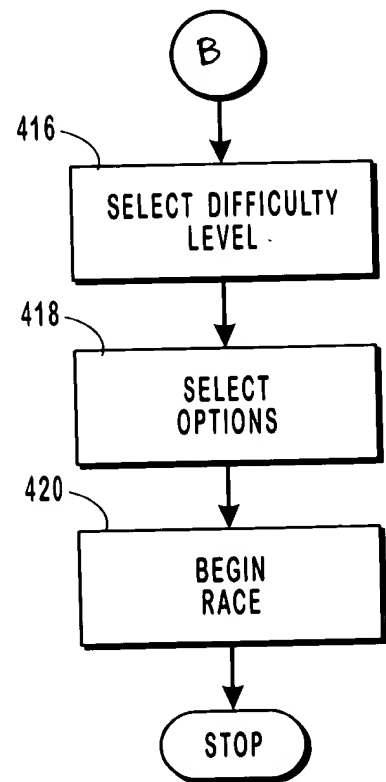 B
416
SELECT DIFFICULTY
LEVEL
418
SELECT
OPTIONS
420
BEGIN
RACE
STOP